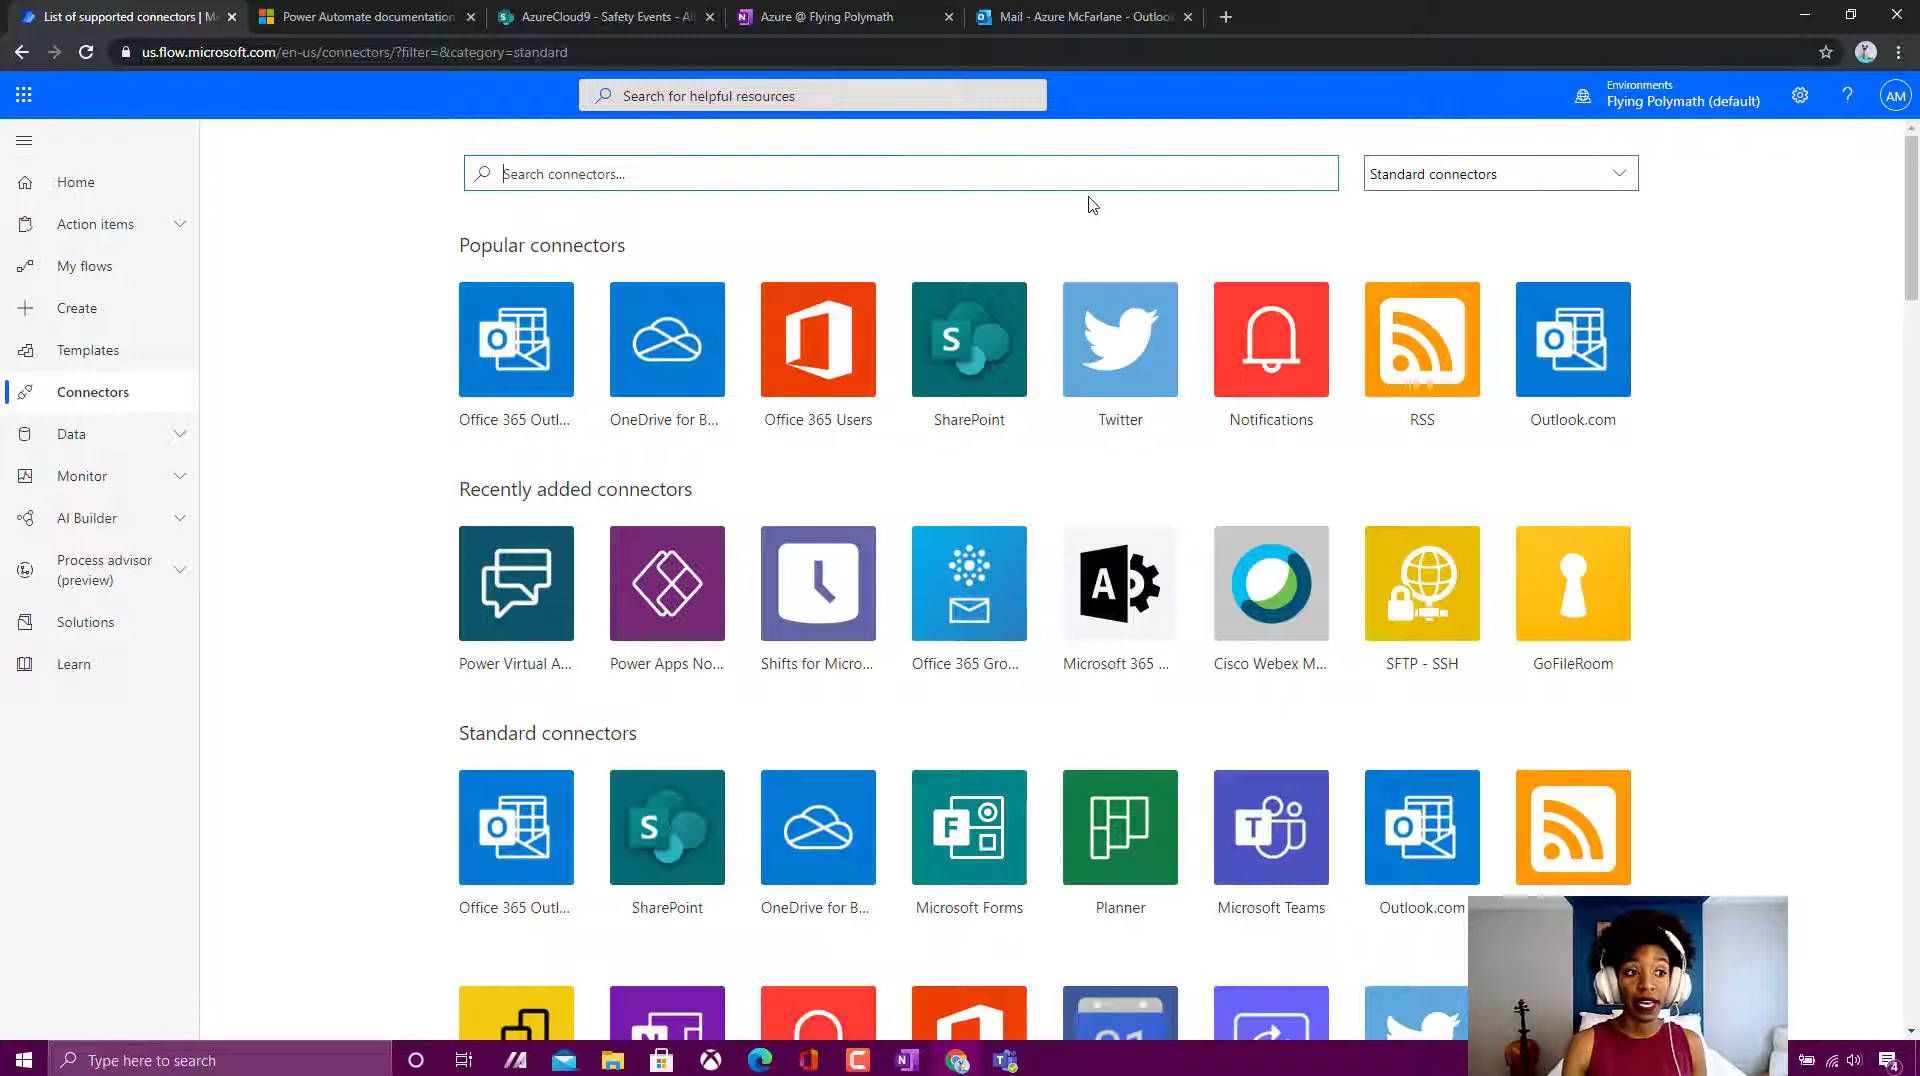 List of supported connectors | M
Power Automate documentation
AzureCloud9 - Safety Events - Al
Azure @ Flying Polymath
Mail - Azure McFarlane - Outloo
us.flow.microsoft.com/en-us/connectors/?filter=&category=standard
Search for helpful resources
Environments
Flying Polymath (default)
?
AM
Home
Action items
My flows
Create
Templates
Connectors
Data
Monitor
AI Builder
Process advisor
(preview)
Solutions
Learn
Search connectors...
Standard connectors
Popular connectors
Office 365 Outl...
OneDrive for B...
Office 365 Users
SharePoint
Twitter
Notifications
RSS
Outlook.com
Recently added connectors
Power Virtual A...
Power Apps No...
Shifts for Micro...
Office 365 Gro...
Microsoft 365 ...
Cisco Webex M...
SFTP - SSH
GoFileRoom
Standard connectors
Office 365 Outl...
SharePoint
OneDrive for B...
Microsoft Forms
Planner
Microsoft Teams
Outlook.com
Type here to search
4